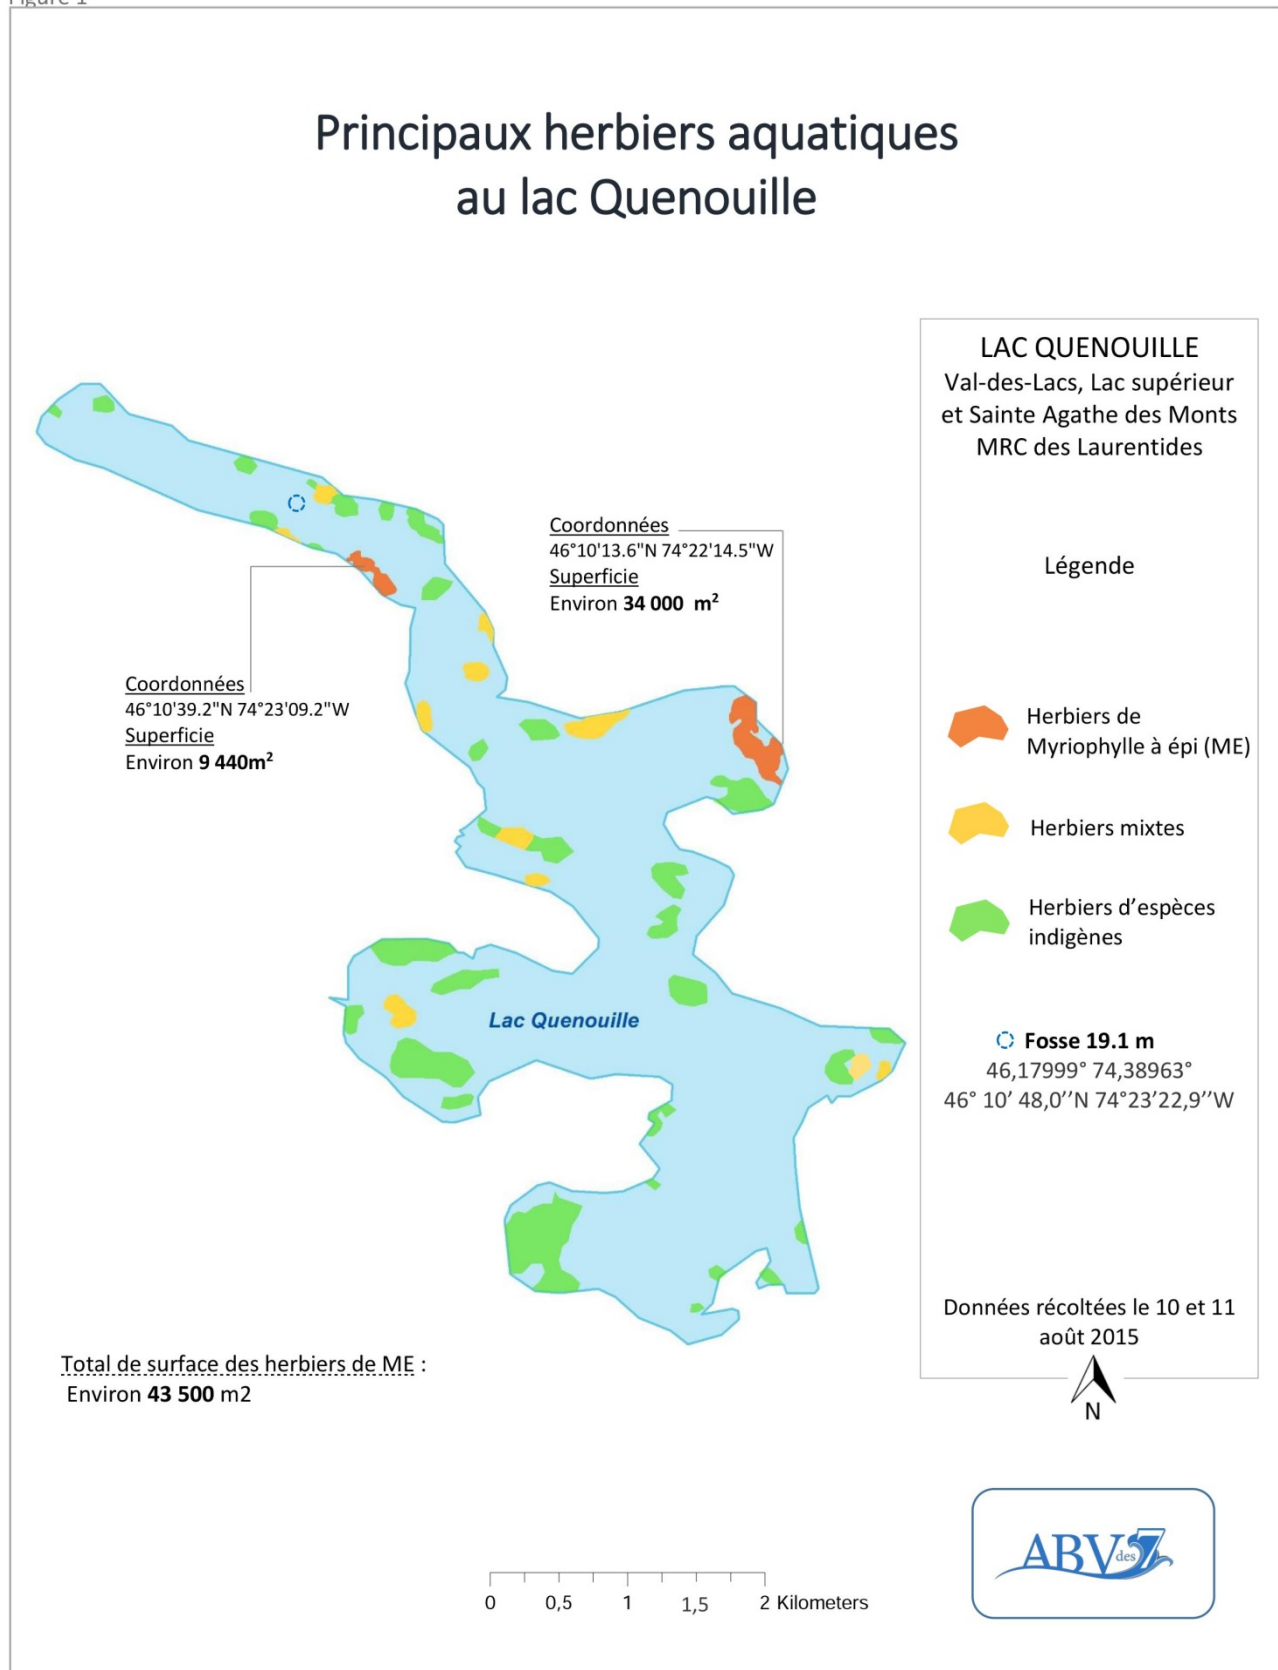 Figure 1
Principaux herbiers aquatiques
au lac Quenouille
LAC QUENOUILLE
Val-des-Lacs, Lac supérieur
et Sainte Agathe des Monts
MRC des Laurentides
Légende
Herbiers de
Myriophylle à épi (ME)
Herbiers mixtes
Herbiers d’espèces
indigènes
Fosse 19.1 m
46,17999° 74,38963°
46° 10’ 48,0’’N 74°23’22,9’’W
Données récoltées le 10 et 11
août 2015
N
Coordonnées
46°10'13.6"N 74°22'14.5"W
Superficie
Environ 34 000 m²
Coordonnées
46°10'39.2"N 74°23'09.2"W
Superficie
Environ 9 440m²
Lac Quenouille
Total de surface des herbiers de ME :
Environ 43 500 m2
0 0,5 1 1,5 2 Kilometers
ABV des 7